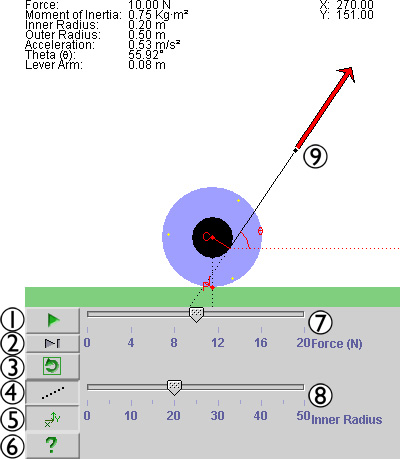 Force: 10.00 N
Moment of Inertia: 0.75 Kg·m²
Inner Radius: 0.20 m
Outer Radius: 0.50 m
Acceleration: 0.53 m/s²
Theta (θ): 55.92°
Lever Arm: 0.08 m
X: 270.00
Y: 151.00
9
C
θ
P
1
7
2
0 4 8 12 16 20 Force (N)
3
4
8
5
0 10 20 30 40 50 Inner Radius
6
?